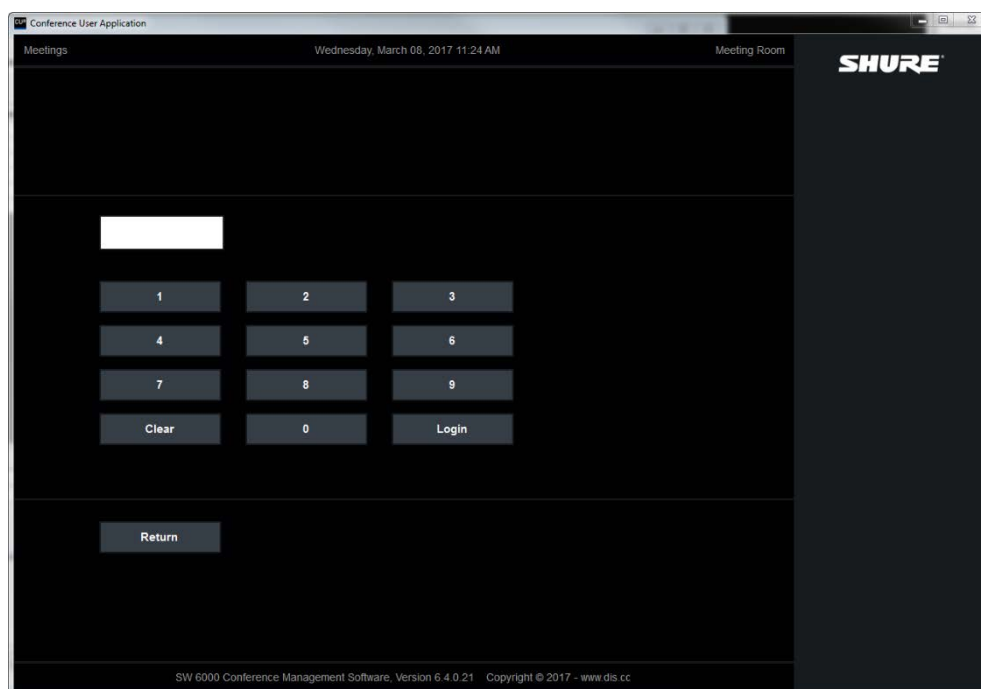 CU* Conference User Application
Meetings Wednesday, March 08, 2017 11:24 AM Meeting Room
SHURE
1 2 3
4 5 6
7 8 9
Clear 0 Login
Return
SW 6000 Conference Management Software, Version 6.4.0.21 Copyright © 2017 - www.dis.cc